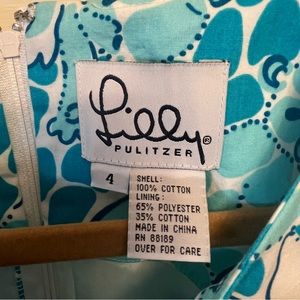 Lilly®
PULITZER
4
SHELL:
100% COTTON
LINING:
65% POLYESTER
35% COTTON
MADE IN CHINA
RN 88189
OVER FOR CARE